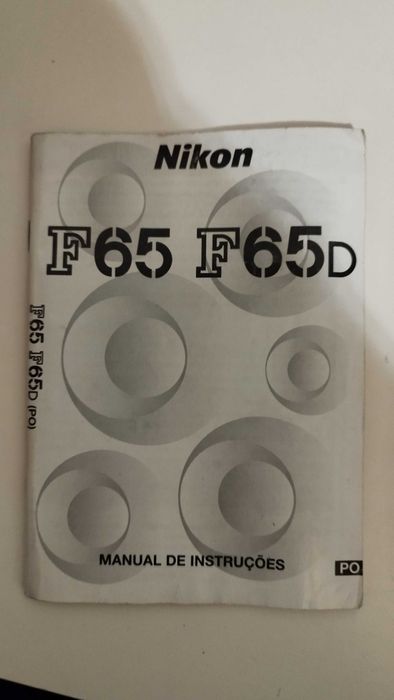 Nikon
F65 F65D
F65 F65D (PO)
MANUAL DE INSTRUÇÕES
PO